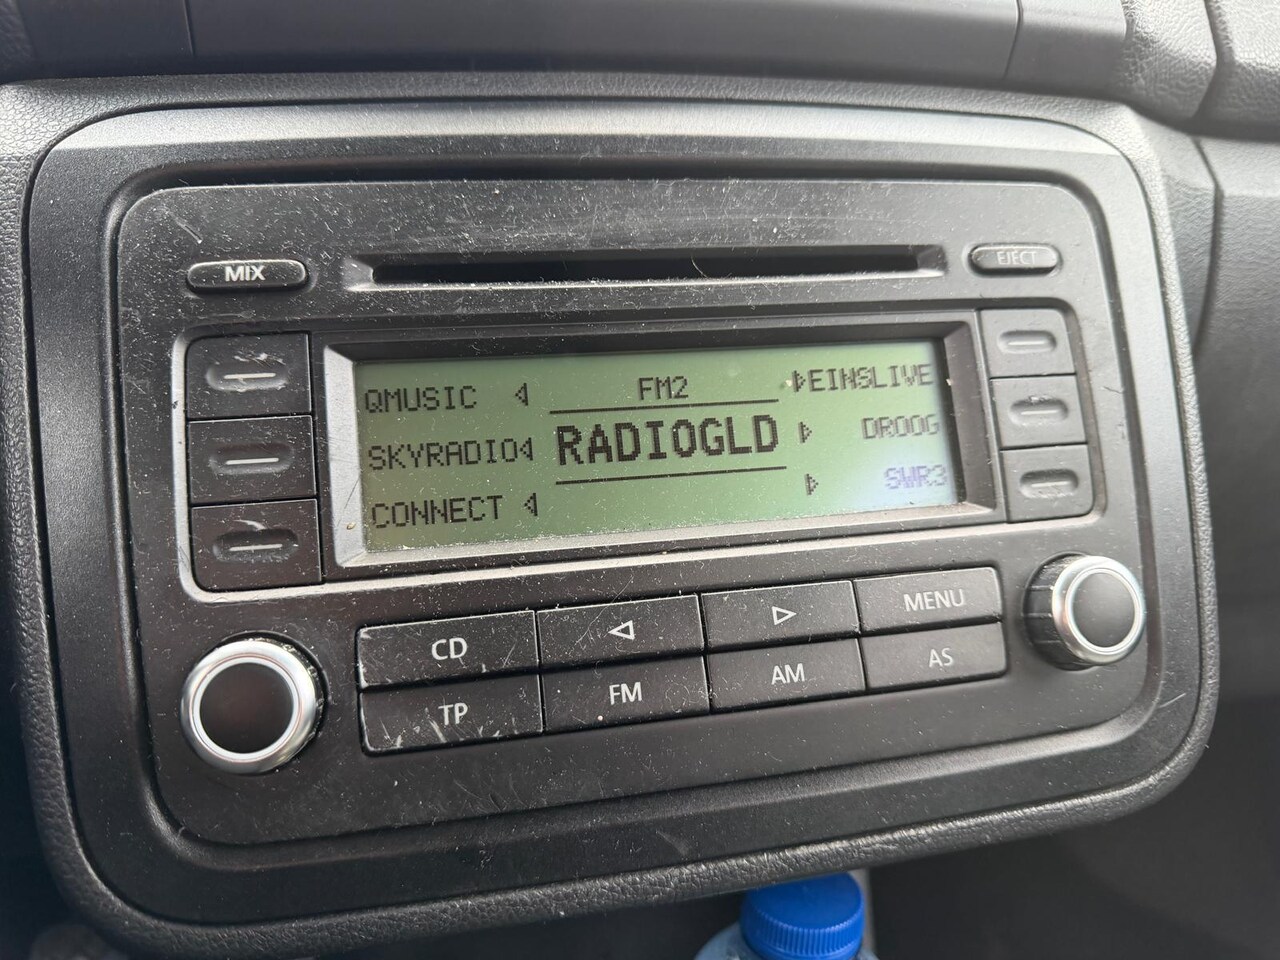 MIX
EJECT
QMUSIC
FM2
EINSLIVE
SKYRADIO
RADIOGLD
DROOG
CONNECT
SWR3
CD
MENU
TP
FM
AM
AS